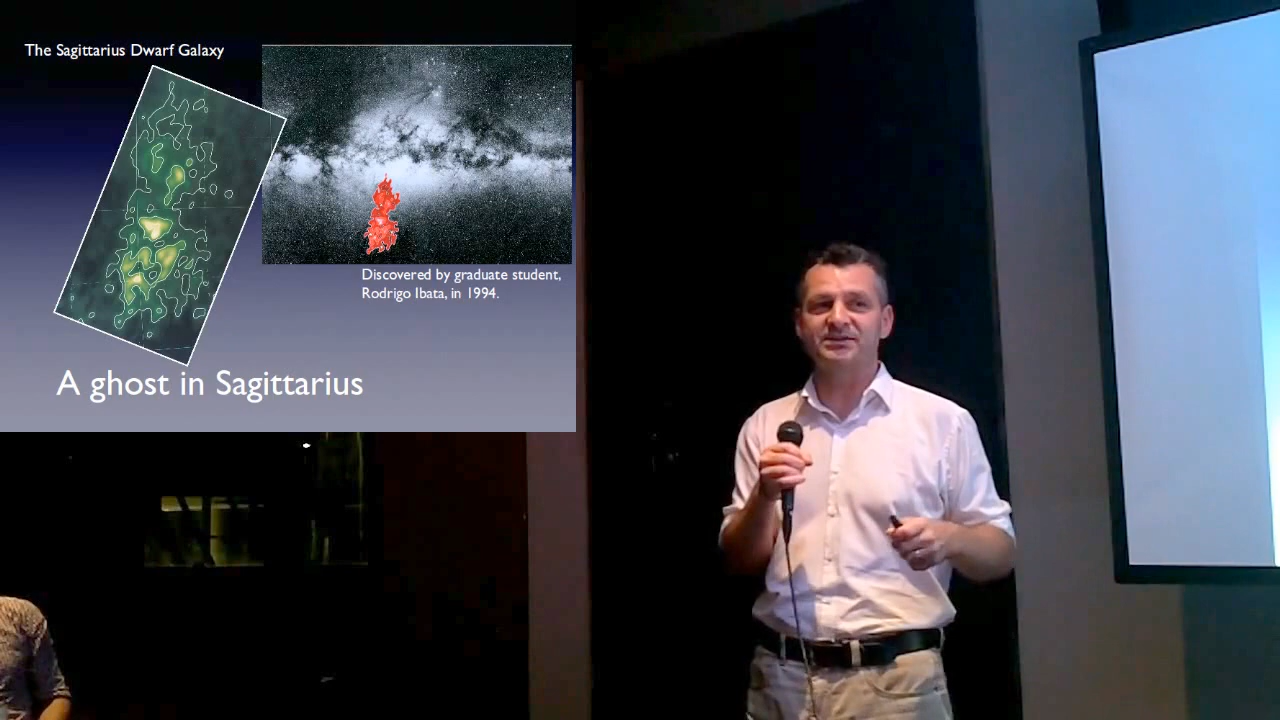 The Sagittarius Dwarf Galaxy
Discovered by graduate student,
Rodrigo Ibata, in 1994.
A ghost in Sagittarius